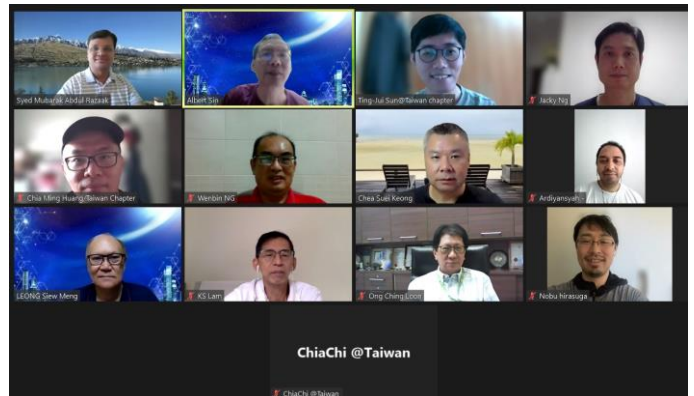 Syed Mubarak Abdul Razaak
Albert Sin
Ting-Jui Sun@Taiwan chapter
Jacky Ng
Chia Ming Huang/Taiwan Chapter
Wenbin NG
Chea Suei Keong
Ardiyansyah -
LEONG Siew Meng
KS Lam
Ong Ching Loon
Nobu hirasuga
ChiaChi @Taiwan
ChiaChi @Taiwan